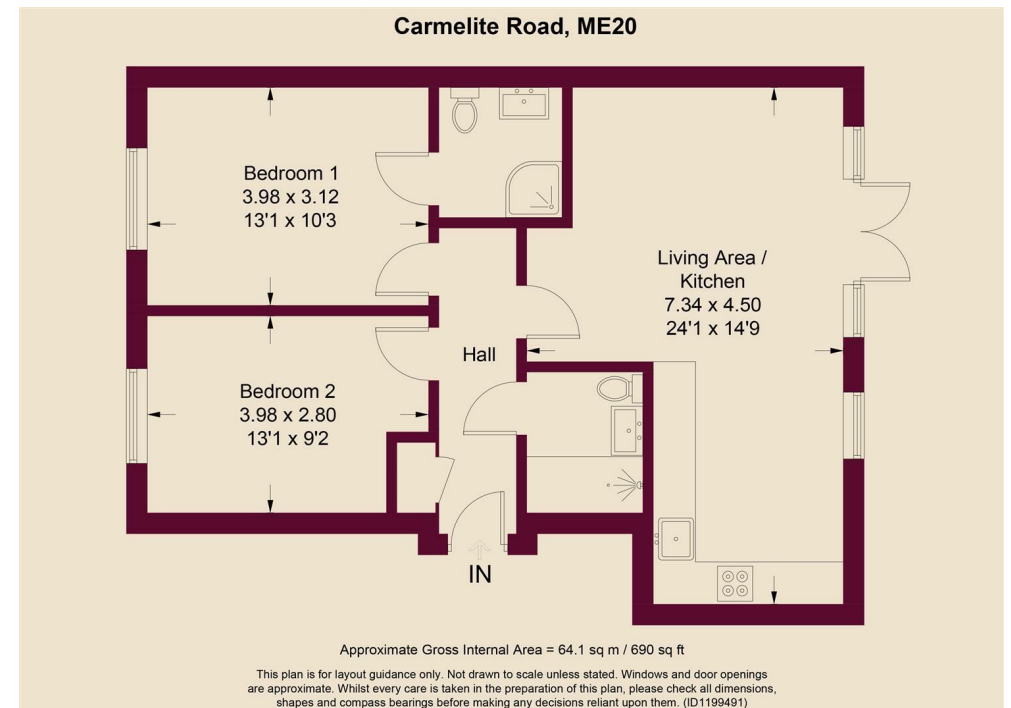 Carmelite Road, ME20
Bedroom 1
3.98 x 3.12
13'1 x 10'3
Living Area /
Kitchen
7.34 x 4.50
24'1 x 14'9
Hall
Bedroom 2
3.98 x 2.80
13'1 x 9'2
IN
Approximate Gross Internal Area = 64.1 sq m / 690 sq ft
This plan is for layout guidance only. Not drawn to scale unless stated. Windows and door openings
are approximate. Whilst every care is taken in the preparation of this plan, please check all dimensions,
shapes and compass bearings before making any decisions reliant upon them. (ID1199491)